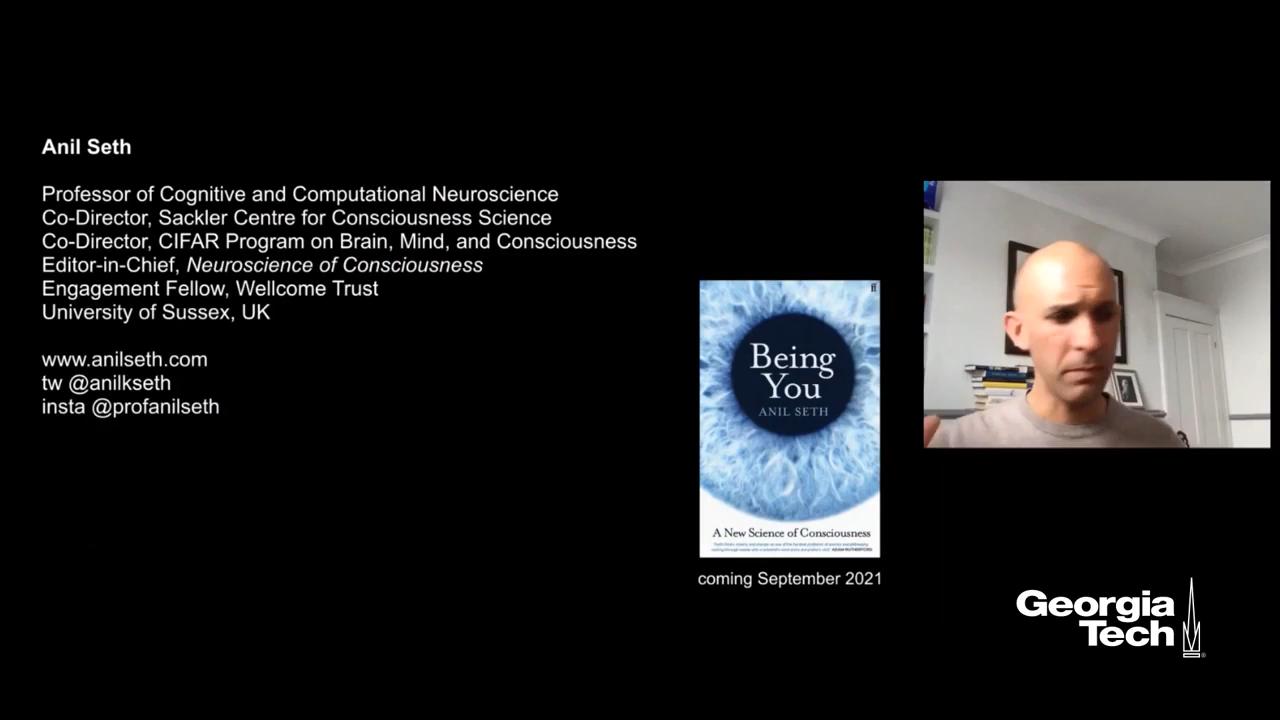 Anil Seth
Professor of Cognitive and Computational Neuroscience
Co-Director, Sackler Centre for Consciousness Science
Co-Director, CIFAR Program on Brain, Mind, and Consciousness
Editor-in-Chief, Neuroscience of Consciousness
Engagement Fellow, Wellcome Trust
University of Sussex, UK
www.anilseth.com
tw @anilkseth
insta @profanilseth
ff
Being
You
ANIL SETH
A New Science of Consciousness
ADAM RUTHERFORD
coming September 2021
Georgia
Tech